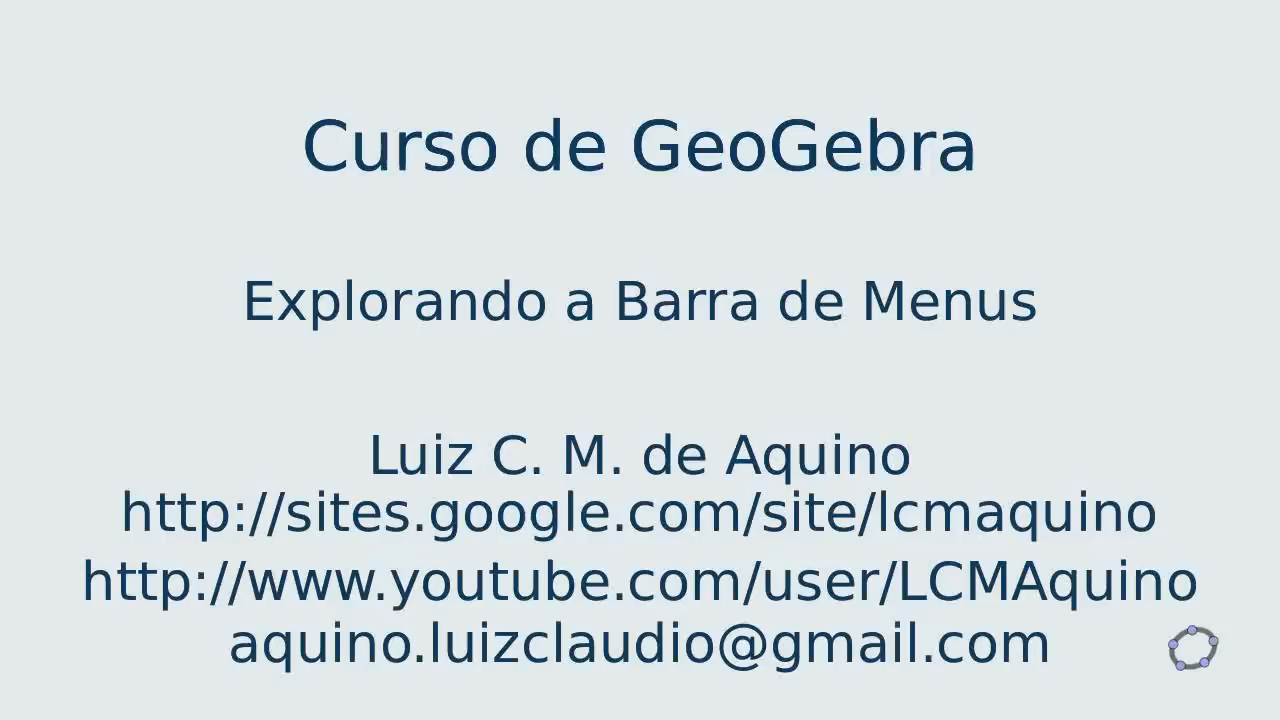 Curso de GeoGebra
Explorando a Barra de Menus
Luiz C. M. de Aquino
http://sites.google.com/site/lcmaquino
http://www.youtube.com/user/LCMAquino
aquino.luizclaudio@gmail.com